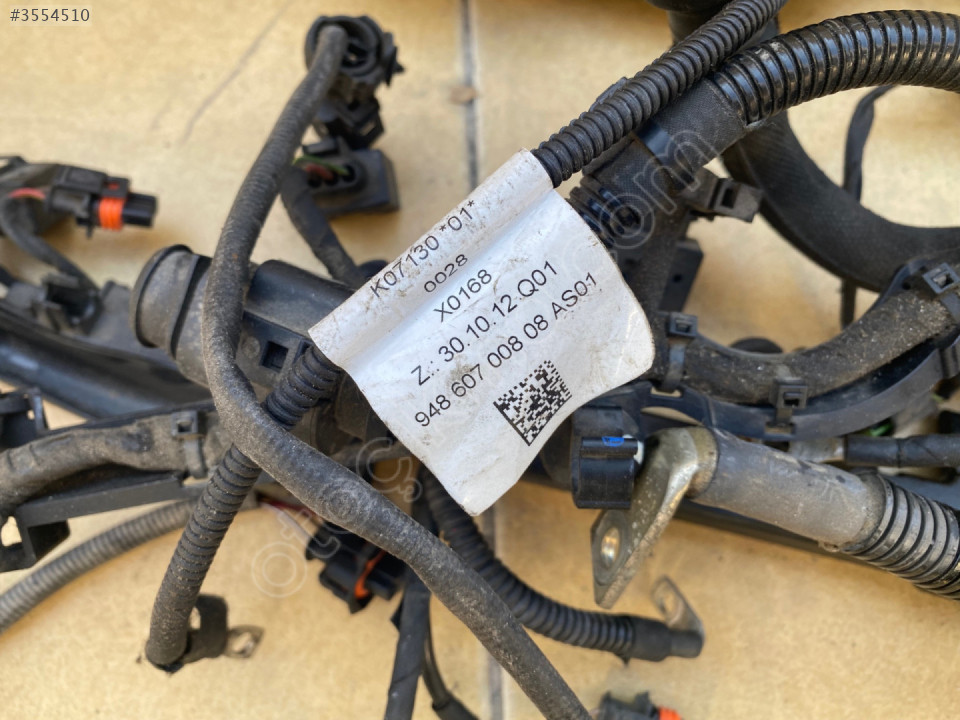 #3554510
K07130 *01*
0028
X0168
Z.: 30.10.12.Q01
948 607 008 08 AS01